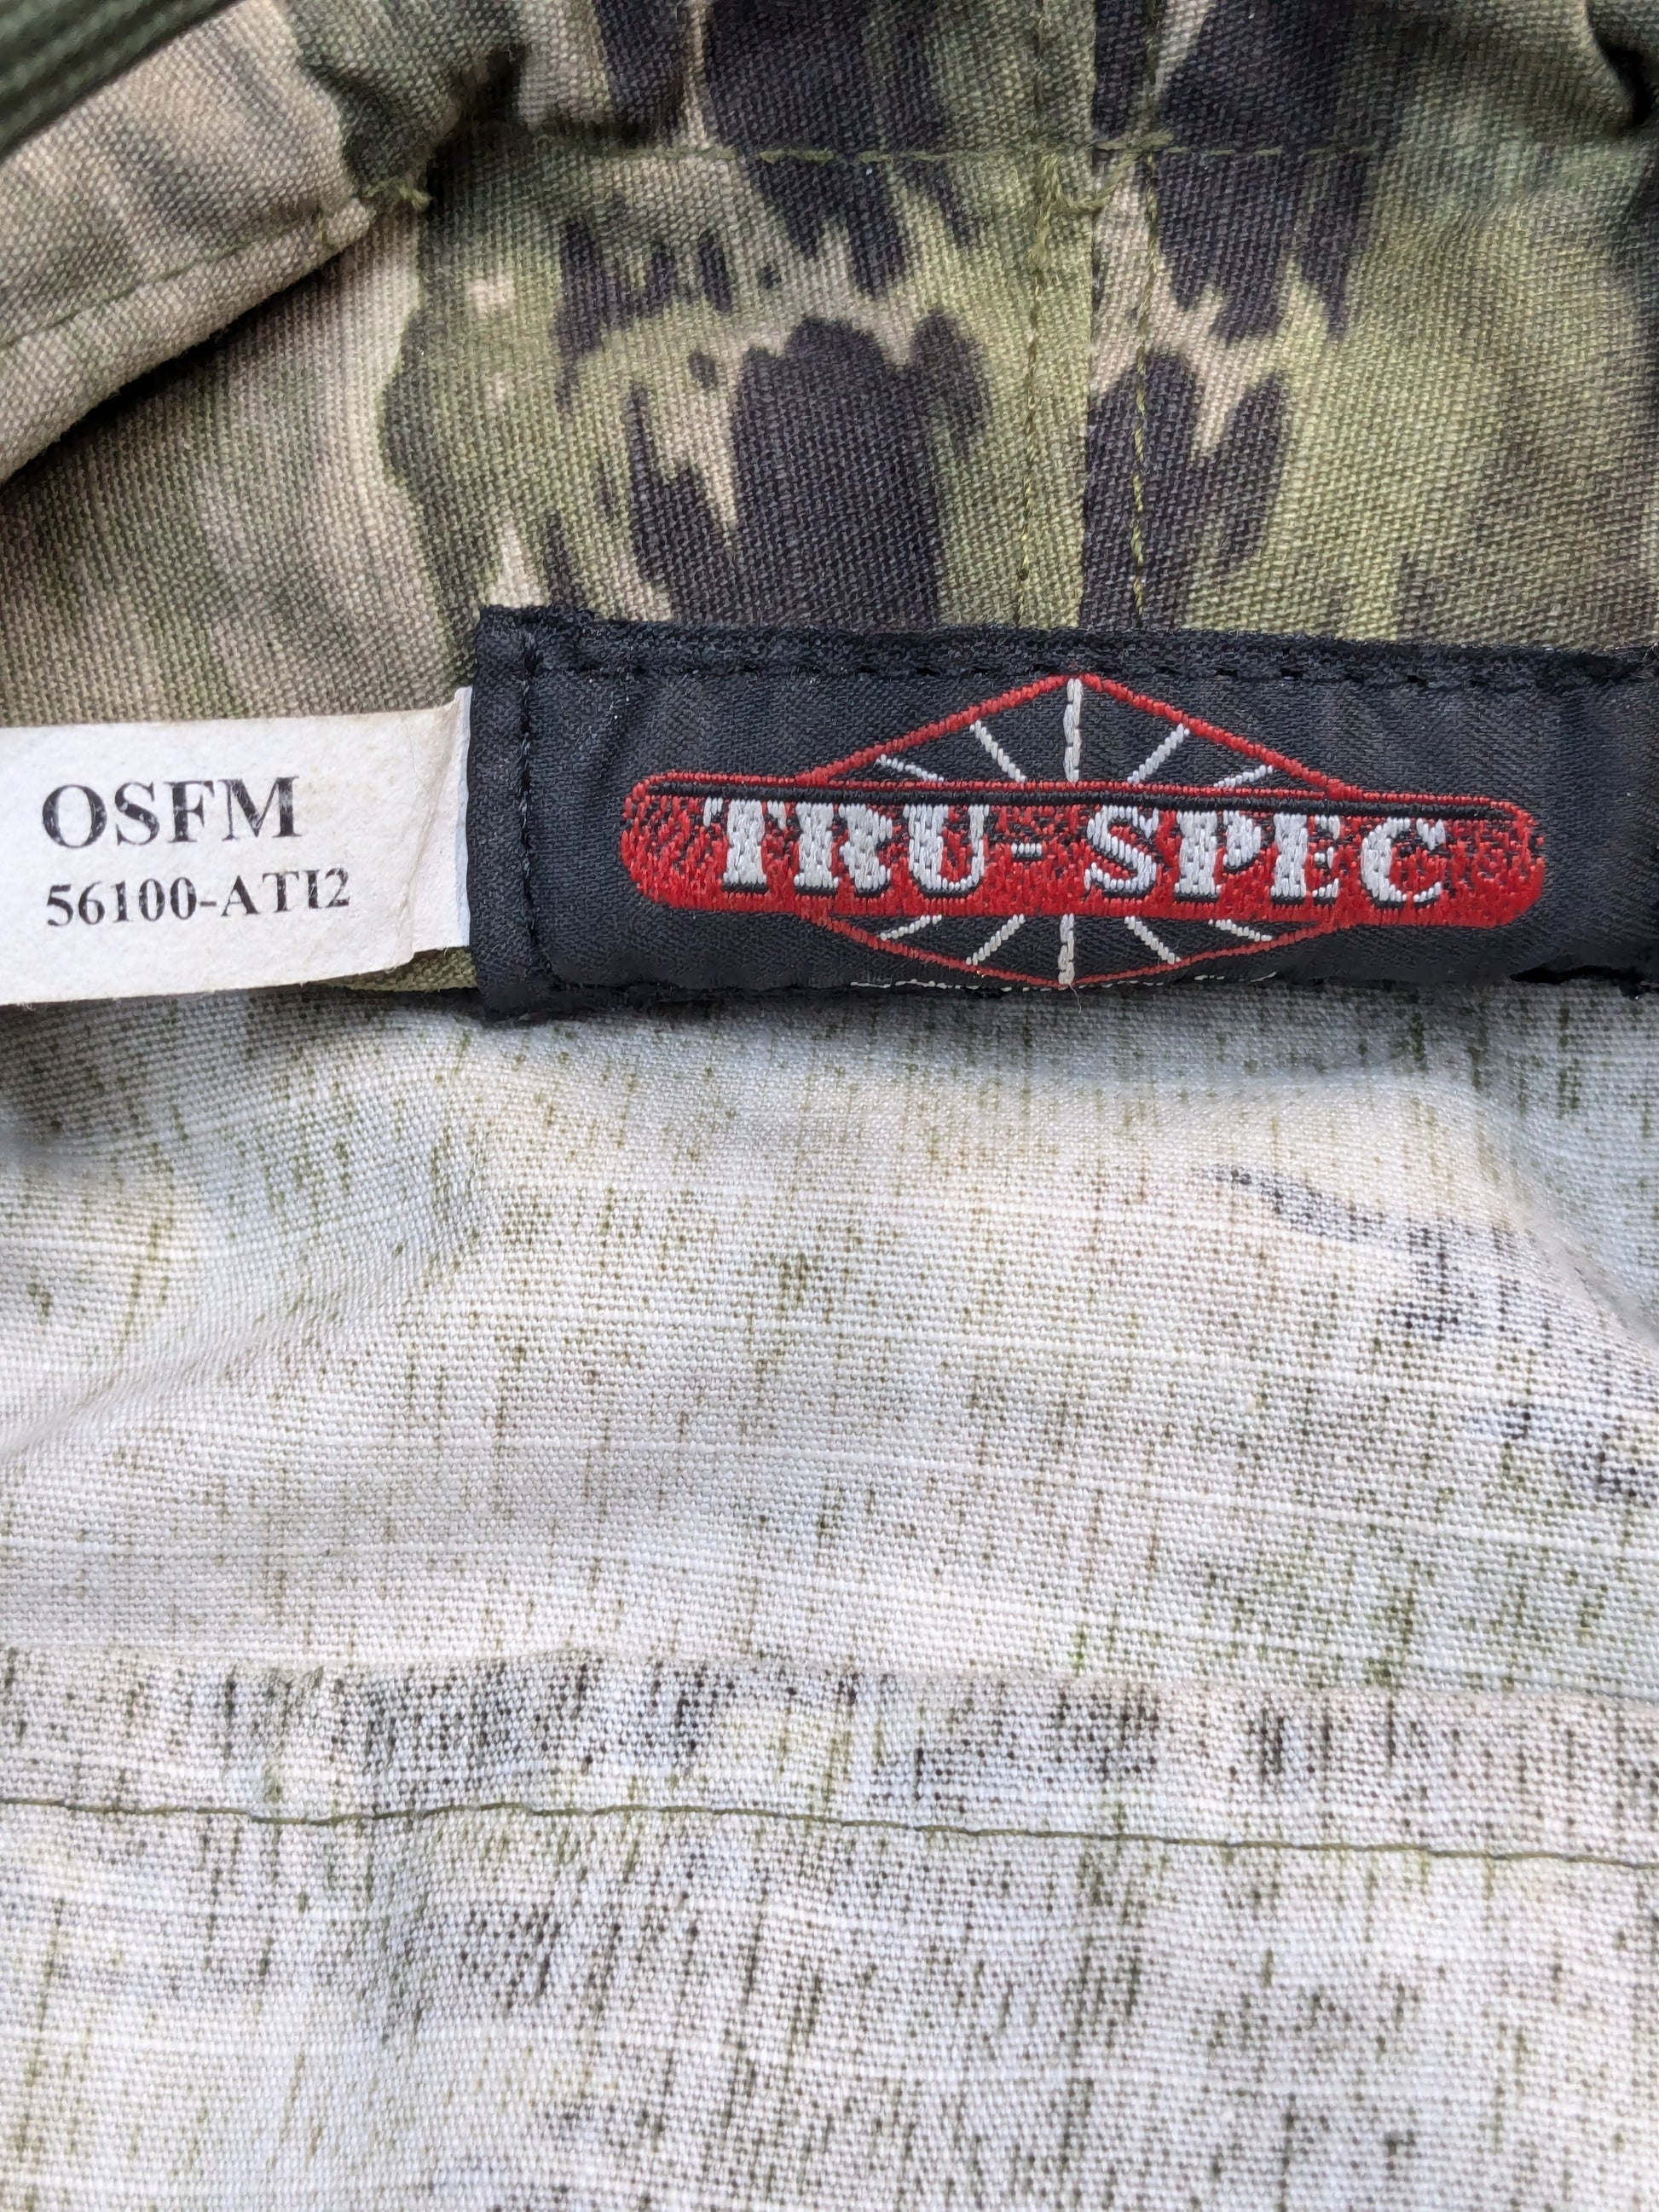 OSFM
56100-ATI2
TRU-SPEC